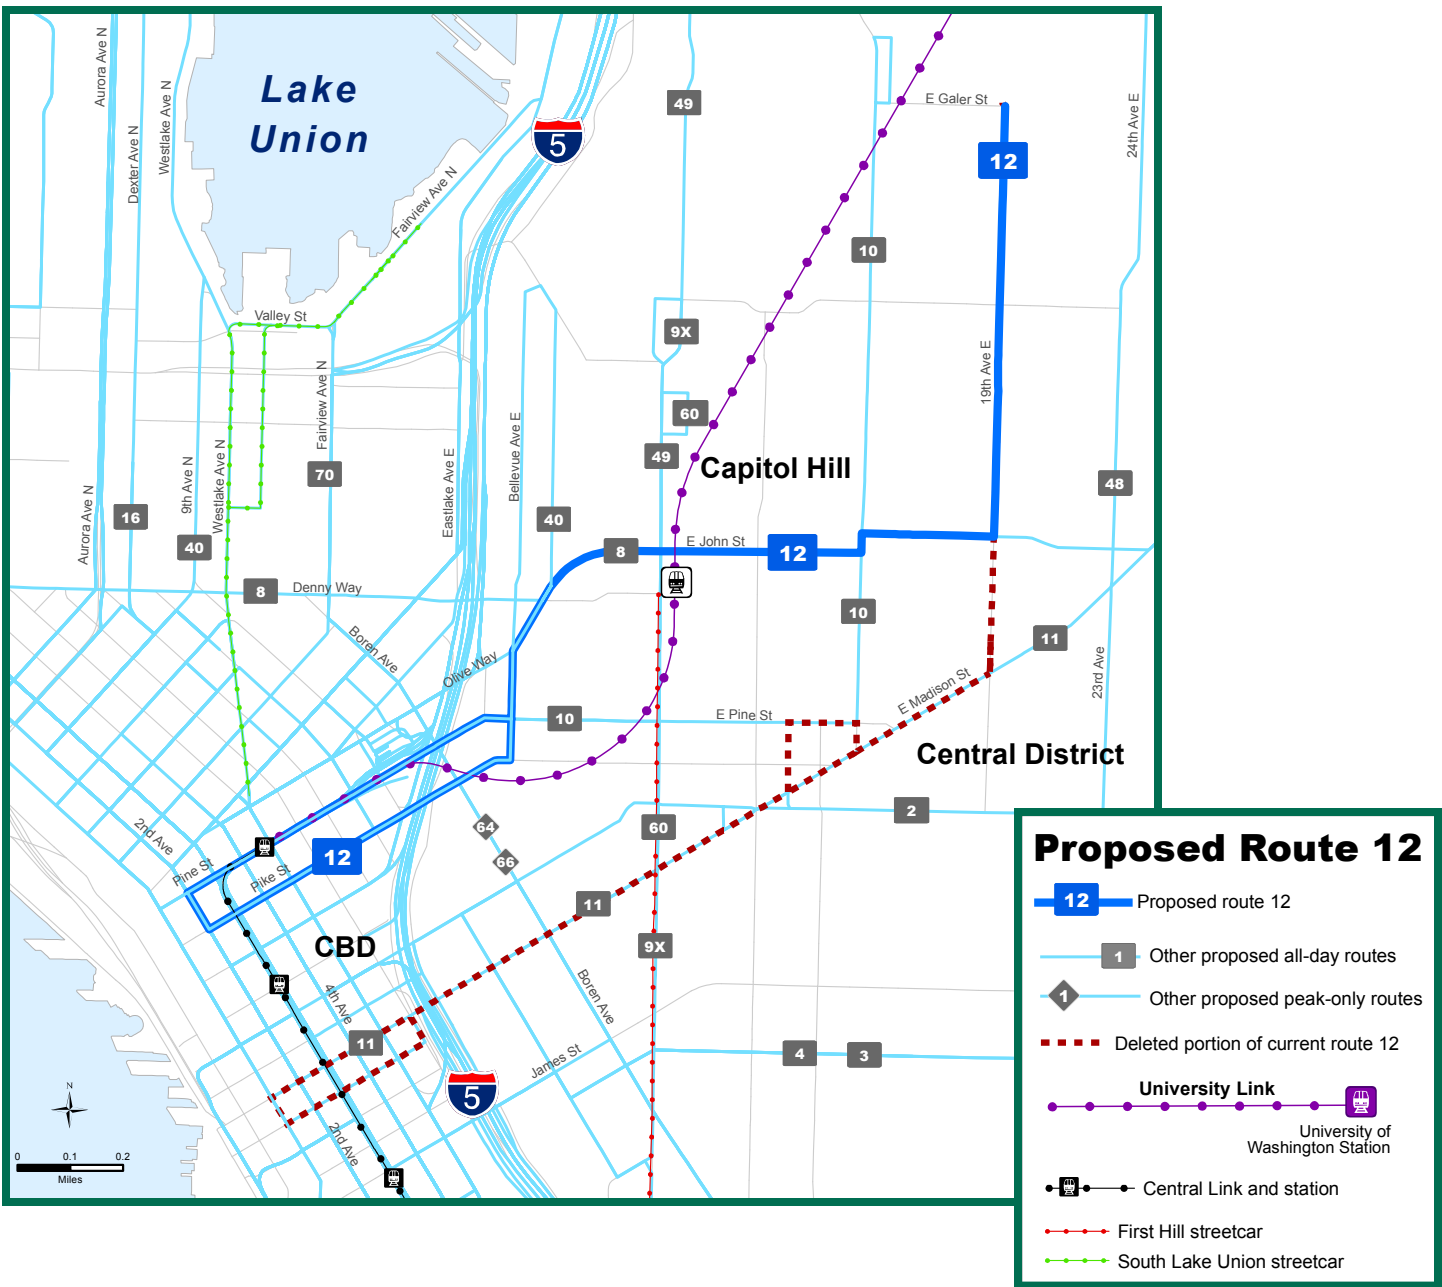 Lake
Union
Aurora Ave N
Dexter Ave N
Westlake Ave N
Fairview Ave N
5
49
E Galer St
12
24th Ave E
10
Valley St
9X
19th Ave E
Fairview Ave N
60
Bellevue Ave E
49
Capitol Hill
Westlake Ave N
9th Ave N
Eastlake Ave E
70
48
Aurora Ave N
16
40
40
8
E John St
12
8
Denny Way
10
11
Boren Ave
Olive Way
E Madison St
23rd Ave
10
E Pine St
Central District
2
2nd Ave
64
60
66
Pine St
Pike St
12
11
CBD
9X
4th Ave
Boren Ave
11
James St
4
3
5
2nd Ave
N
0 0.1 0.2
Miles
Proposed Route 12
12 Proposed route 12
1 Other proposed all-day routes
1 Other proposed peak-only routes
Deleted portion of current route 12
University Link
University of
Washington Station
Central Link and station
First Hill streetcar
South Lake Union streetcar